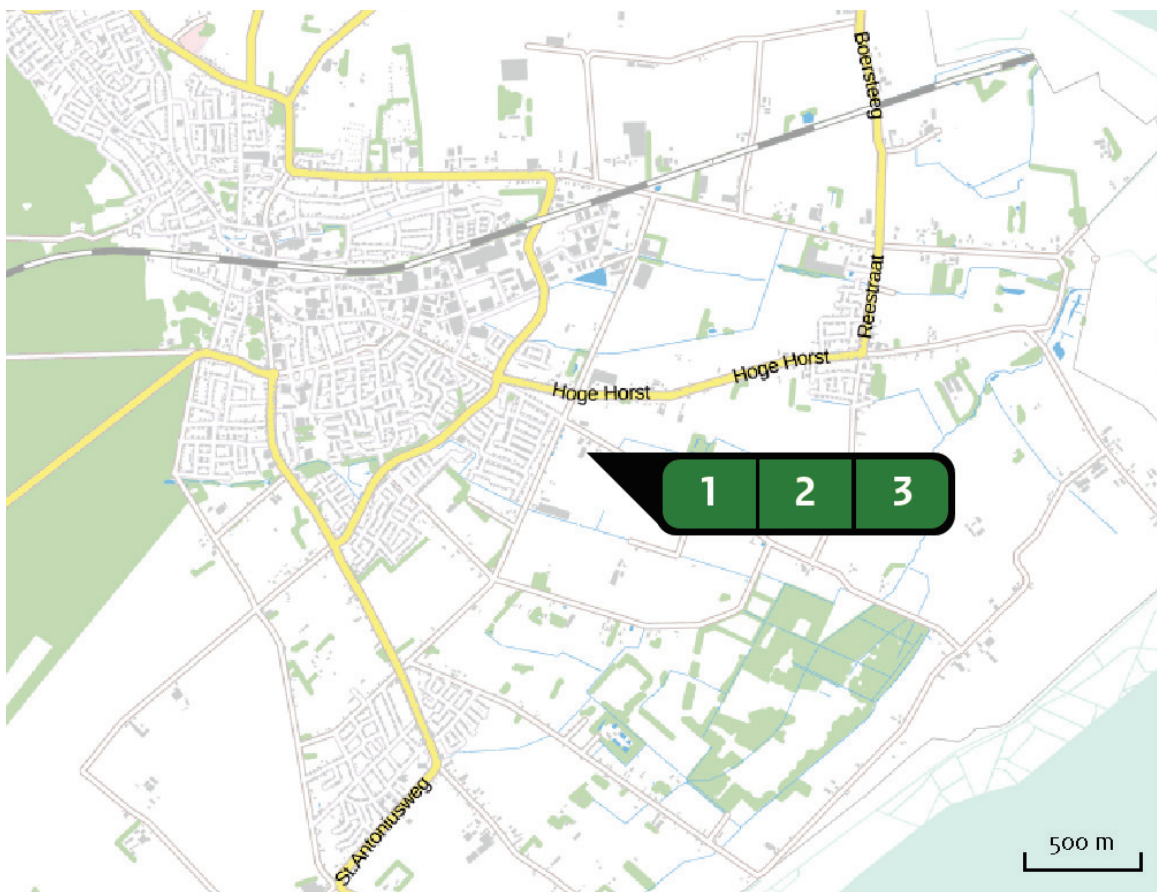 Boersteeg
Reestraat
Hoge Horst
Hoge Horst
1 2 3
St.Antoniusweg
500 m